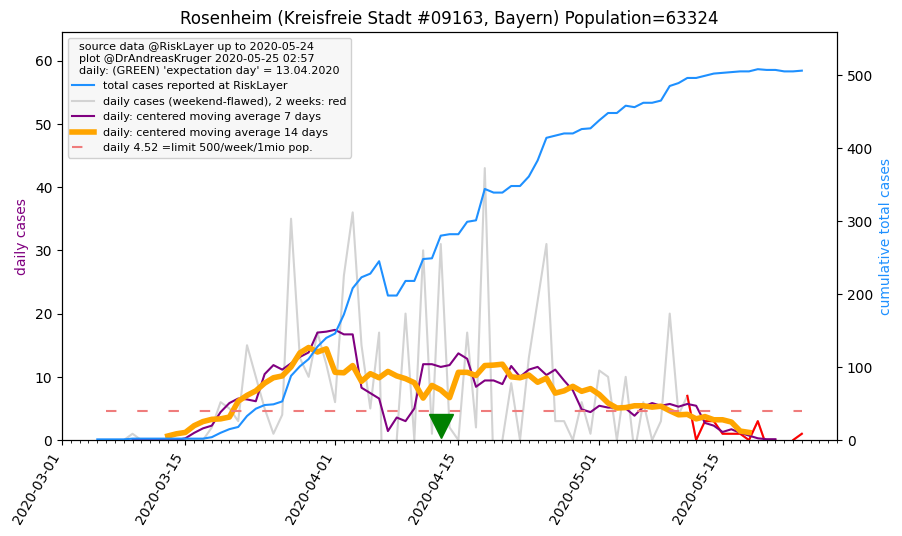 Rosenheim (Kreisfreie Stadt #09163, Bayern) Population=63324
source data @RiskLayer up to 2020-05-24
plot @DrAndreasKruger 2020-05-25 02:57
daily: (GREEN) 'expectation day' = 13.04.2020
total cases reported at RiskLayer
daily cases (weekend-flawed), 2 weeks: red
daily: centered moving average 7 days
daily: centered moving average 14 days
daily 4.52 =limit 500/week/1mio pop.
daily cases
60
50
40
30
20
10
0
cumulative total cases
500
400
300
200
100
0
2020-03-01
2020-03-15
2020-04-01
2020-04-15
2020-05-01
2020-05-15